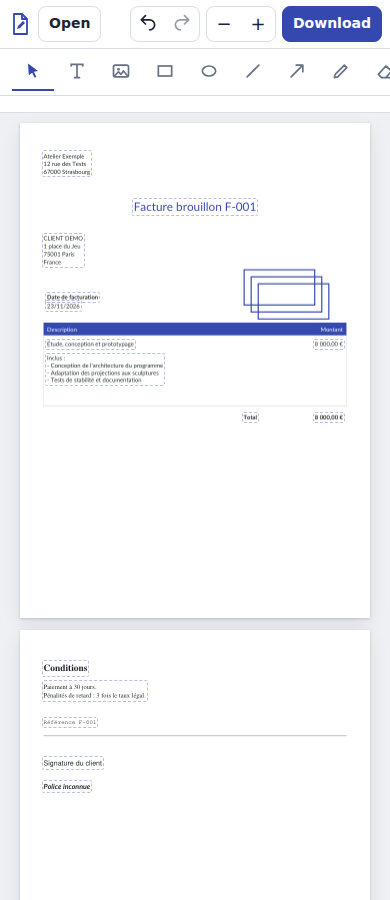 Open
Download
Atelier Exemple
12 rue des Tests
67000 Strasbourg
Facture brouillon F-001
CLIENT DEMO
1 place du Jeu
75001 Paris
France
Date de facturation
23/11/2026
Description Montant
Étude, conception et prototypage 8 000,00 €
Inclus :
- Conception de l'architecture du programme
- Adaptation des projections aux sculptures
- Tests de stabilité et documentation
Total 8 000,00 €
Conditions
Paiement à 30 jours.
Pénalités de retard : 3 fois le taux légal.
Référence F-001
Signature du client
Police inconnue